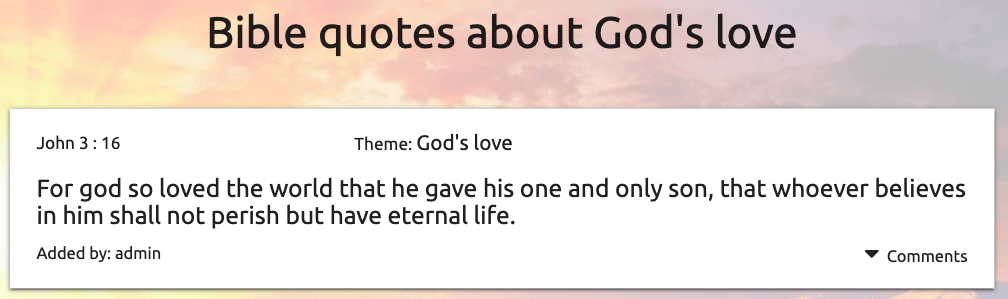 Bible quotes about God's love
John 3 : 16 Theme: God's love
For god so loved the world that he gave his one and only son, that whoever believes
in him shall not perish but have eternal life.
Added by: admin Comments